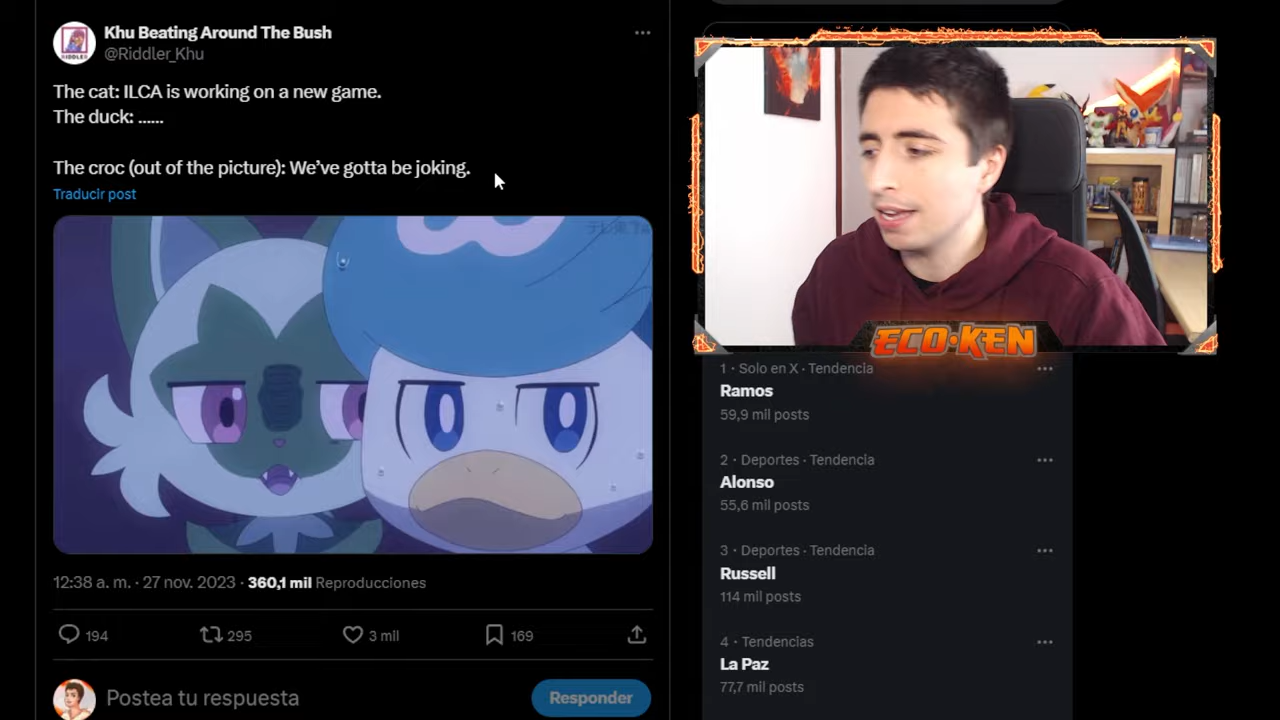 Khu Beating Around The Bush
@Riddler_Khu
The cat: ILCA is working on a new game.
The duck: ......
The croc (out of the picture): We’ve gotta be joking.
Traducir post
12:38 a. m. · 27 nov. 2023 · 360,1 mil Reproducciones
194
295
3 mil
169
Postea tu respuesta
Responder
ECO·KEN
1 · Solo en X · Tendencia
Ramos
59,9 mil posts
2 · Deportes · Tendencia
Alonso
55,6 mil posts
3 · Deportes · Tendencia
Russell
114 mil posts
4 · Tendencias
La Paz
77,7 mil posts